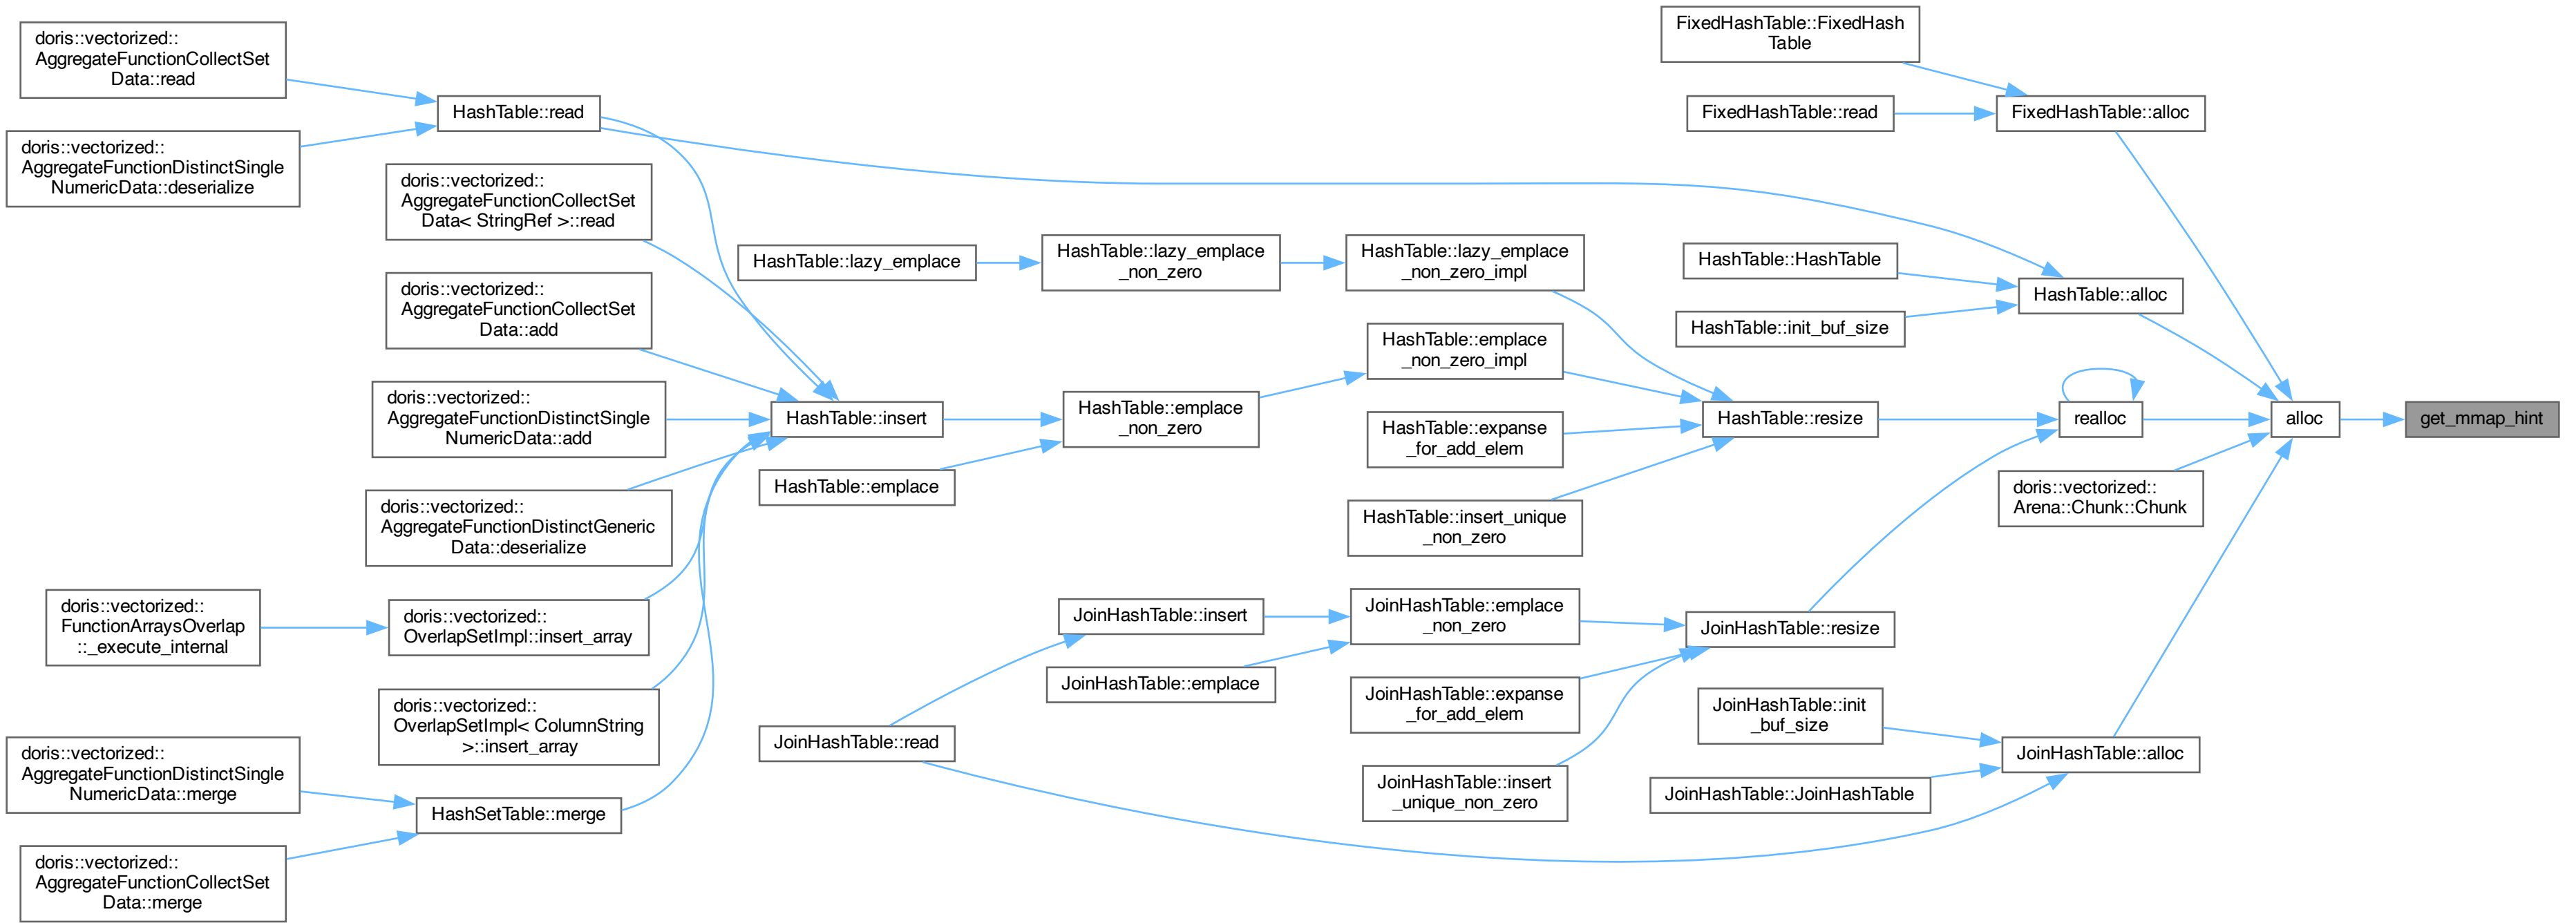 doris::vectorized::
AggregateFunctionCollectSet
Data::read
doris::vectorized::
AggregateFunctionDistinctSingle
NumericData::deserialize
HashTable::read
doris::vectorized::
AggregateFunctionCollectSet
Data< StringRef >::read
doris::vectorized::
AggregateFunctionCollectSet
Data::add
doris::vectorized::
AggregateFunctionDistinctSingle
NumericData::add
doris::vectorized::
AggregateFunctionDistinctGeneric
Data::deserialize
doris::vectorized::
FunctionArraysOverlap
::_execute_internal
doris::vectorized::
OverlapSetImpl::insert_array
doris::vectorized::
OverlapSetImpl< ColumnString
>::insert_array
doris::vectorized::
AggregateFunctionDistinctSingle
NumericData::merge
HashSetTable::merge
doris::vectorized::
AggregateFunctionCollectSet
Data::merge
HashTable::lazy_emplace
HashTable::insert
HashTable::emplace
JoinHashTable::read
HashTable::lazy_emplace
_non_zero
HashTable::emplace
_non_zero
JoinHashTable::insert
JoinHashTable::emplace
HashTable::lazy_emplace
_non_zero_impl
HashTable::emplace
_non_zero_impl
HashTable::expanse
_for_add_elem
HashTable::insert_unique
_non_zero
JoinHashTable::emplace
_non_zero
JoinHashTable::expanse
_for_add_elem
JoinHashTable::insert
_unique_non_zero
FixedHashTable::FixedHash
Table
FixedHashTable::read
HashTable::HashTable
HashTable::init_buf_size
HashTable::resize
JoinHashTable::resize
JoinHashTable::init
_buf_size
JoinHashTable::JoinHashTable
FixedHashTable::alloc
HashTable::alloc
realloc
doris::vectorized::
Arena::Chunk::Chunk
JoinHashTable::alloc
alloc
get_mmap_hint